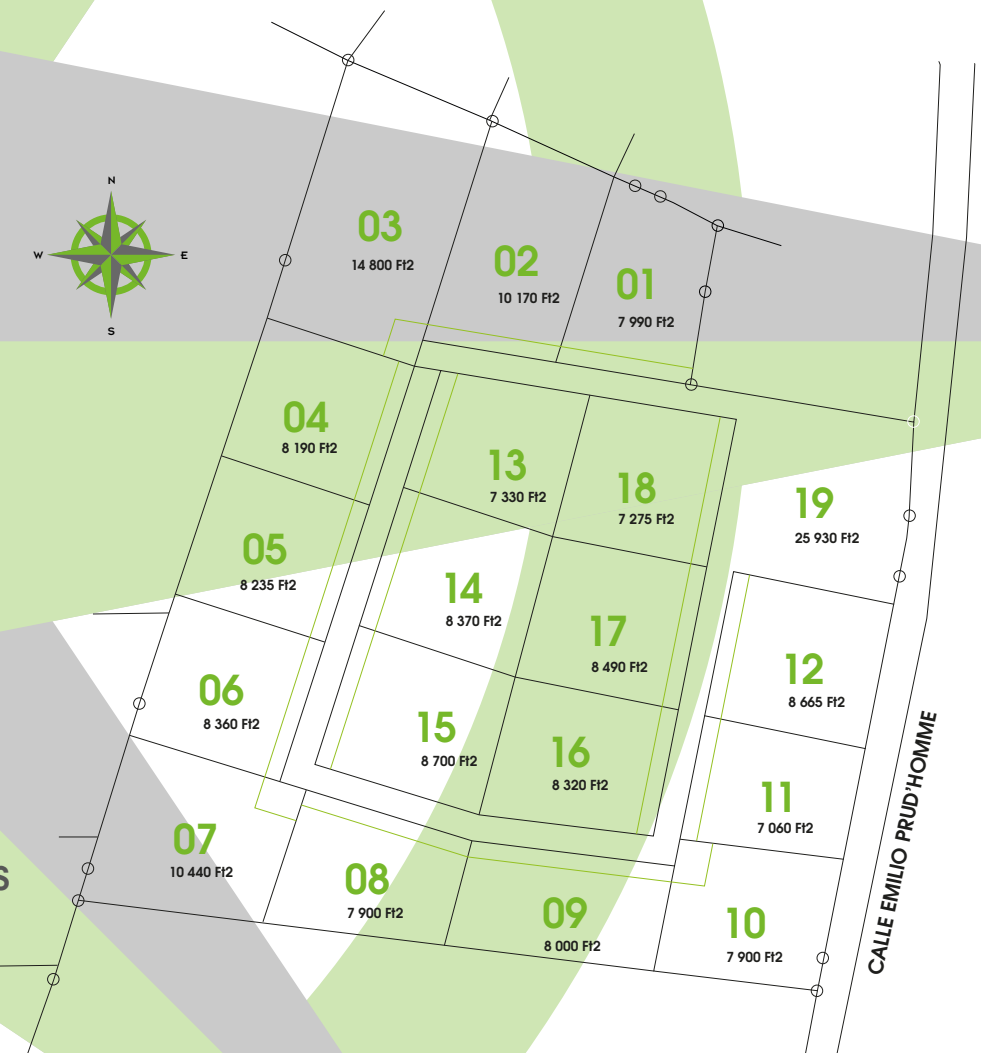 N
W
E
S
03
14 800 Ft2
02
10 170 Ft2
01
7 990 Ft2
04
8 190 Ft2
13
7 330 Ft2
18
7 275 Ft2
19
25 930 Ft2
05
8 235 Ft2
14
8 370 Ft2
17
8 490 Ft2
12
8 665 Ft2
06
8 360 Ft2
15
8 700 Ft2
16
8 320 Ft2
11
7 060 Ft2
07
10 440 Ft2
08
7 900 Ft2
09
8 000 Ft2
10
7 900 Ft2
CALLE EMILIO PRUD'HOMME
S